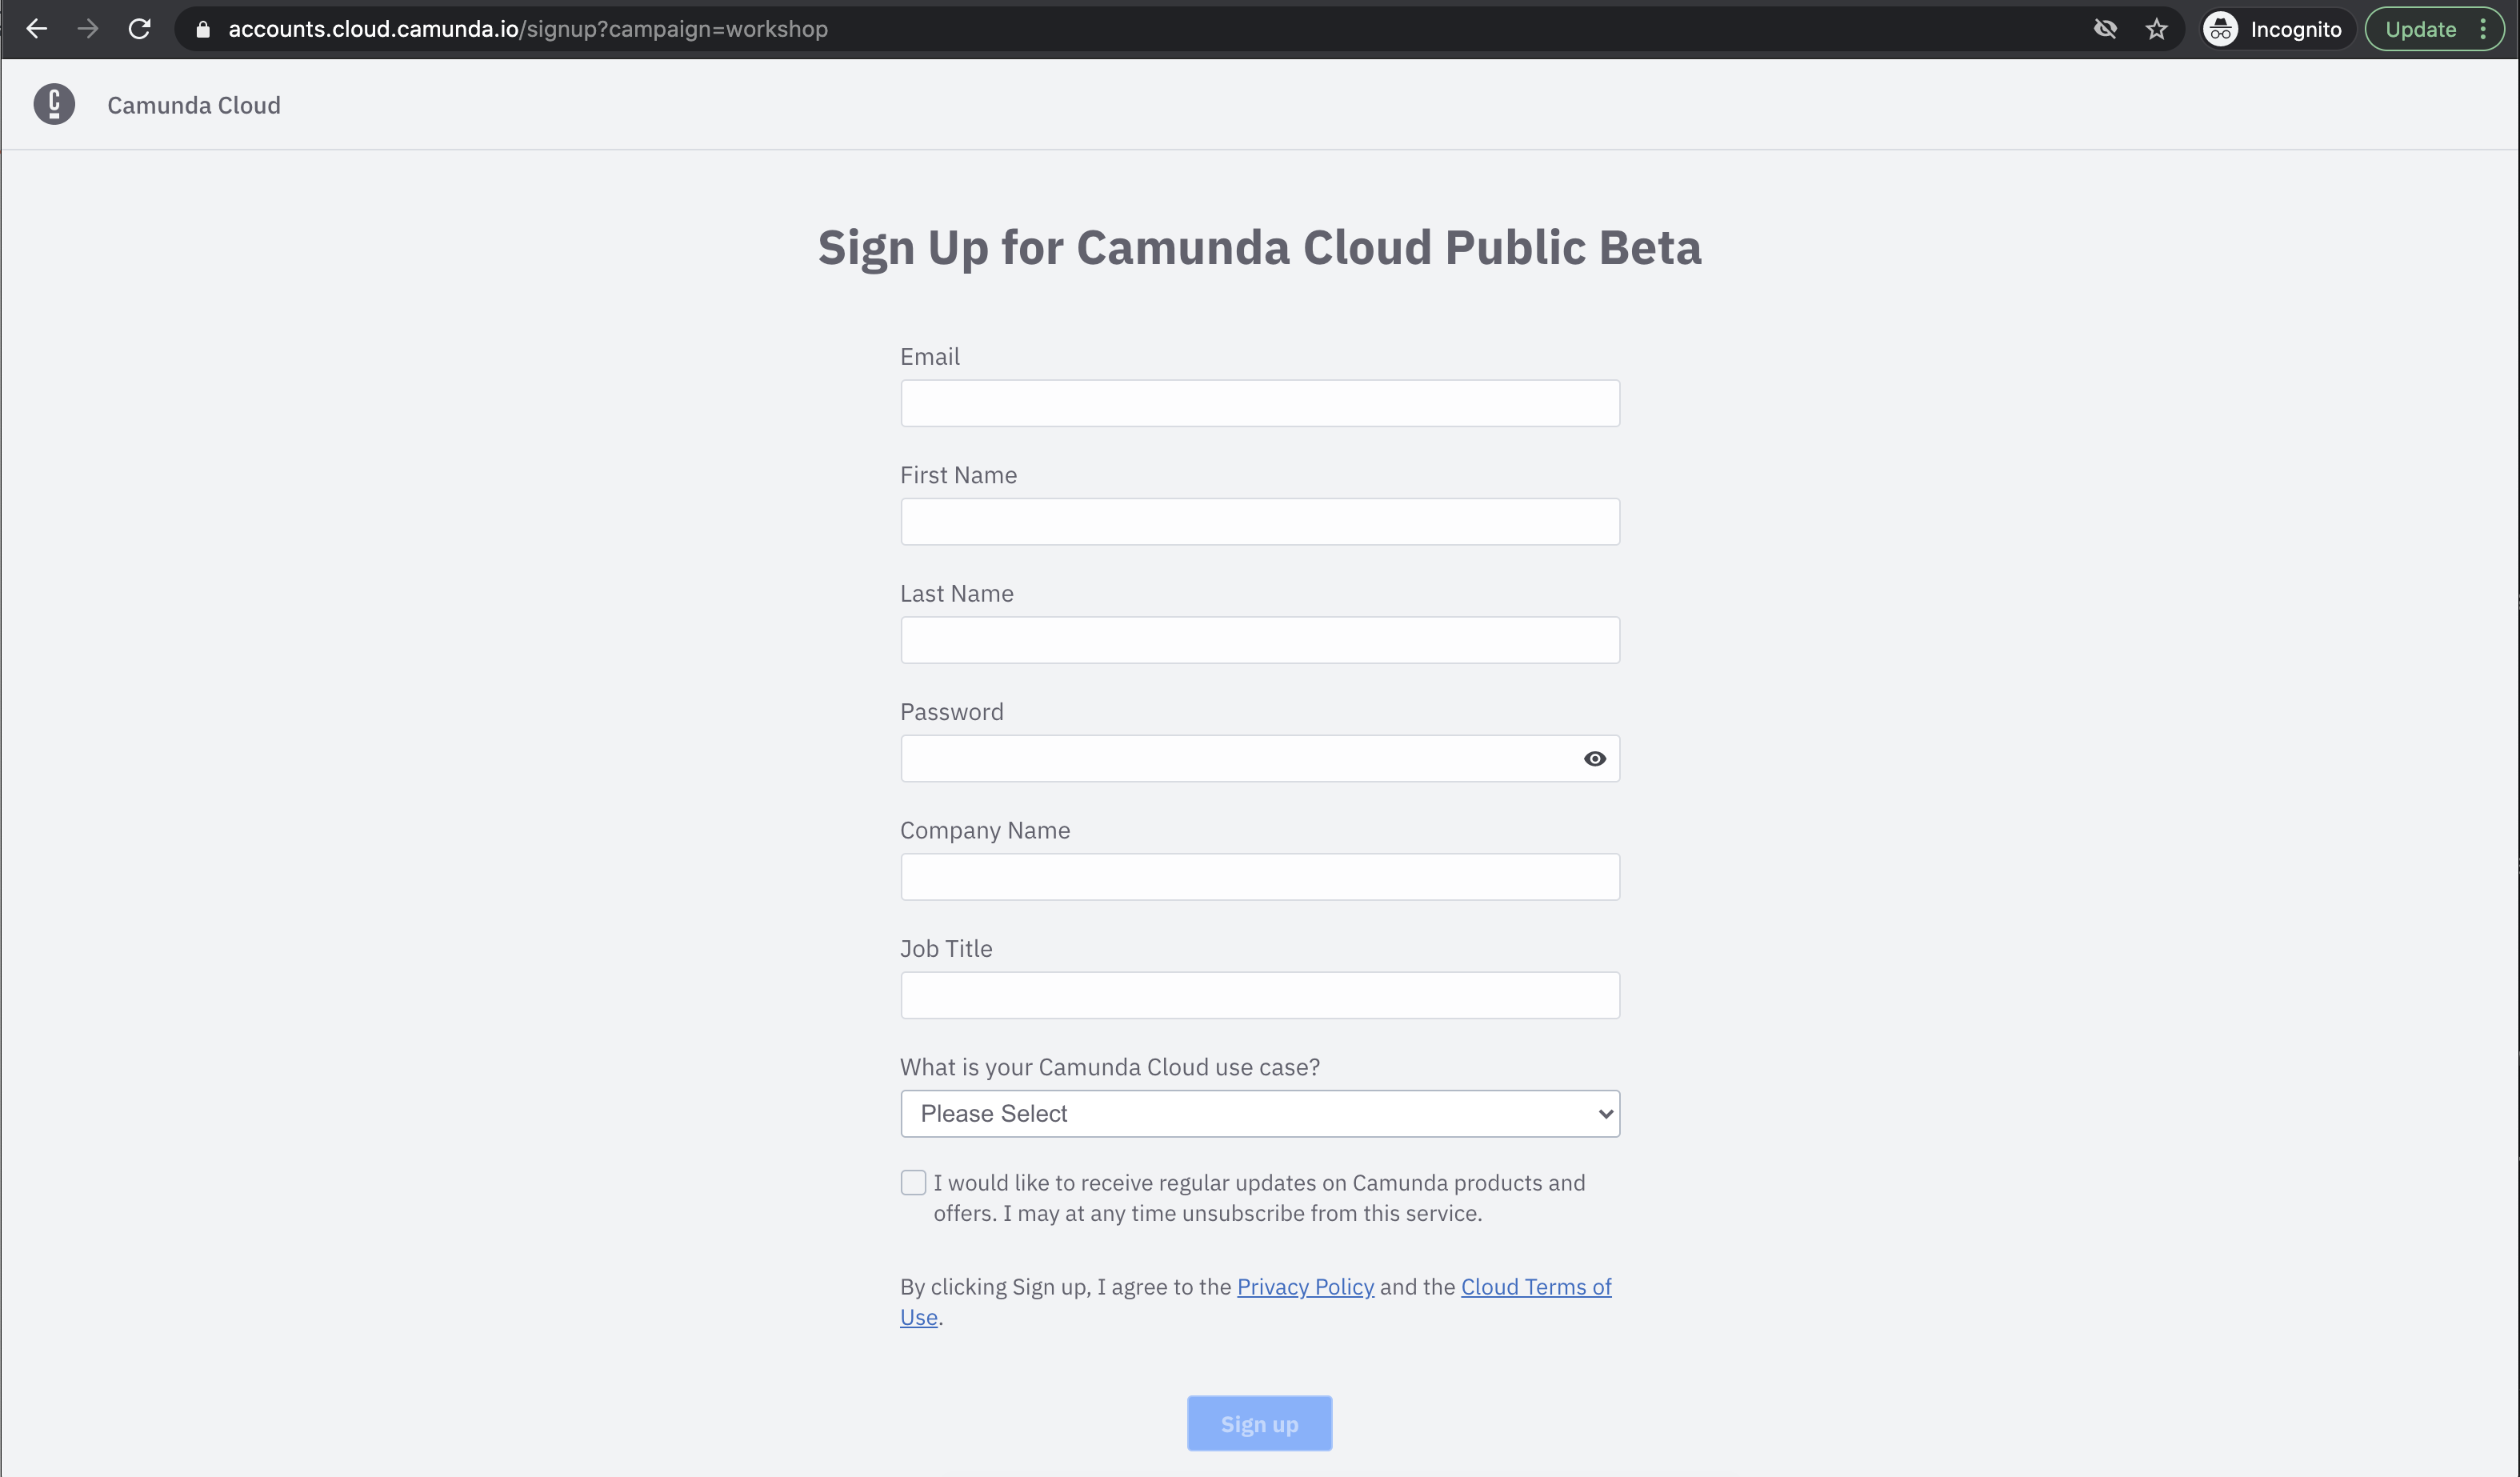 accounts.cloud.camunda.io/signup?campaign=workshop
Incognito
Update
Camunda Cloud
Sign Up for Camunda Cloud Public Beta
Email
First Name
Last Name
Password
Company Name
Job Title
What is your Camunda Cloud use case?
Please Select
I would like to receive regular updates on Camunda products and
offers. I may at any time unsubscribe from this service.
By clicking Sign up, I agree to the Privacy Policy and the Cloud Terms of
Use.
Sign up